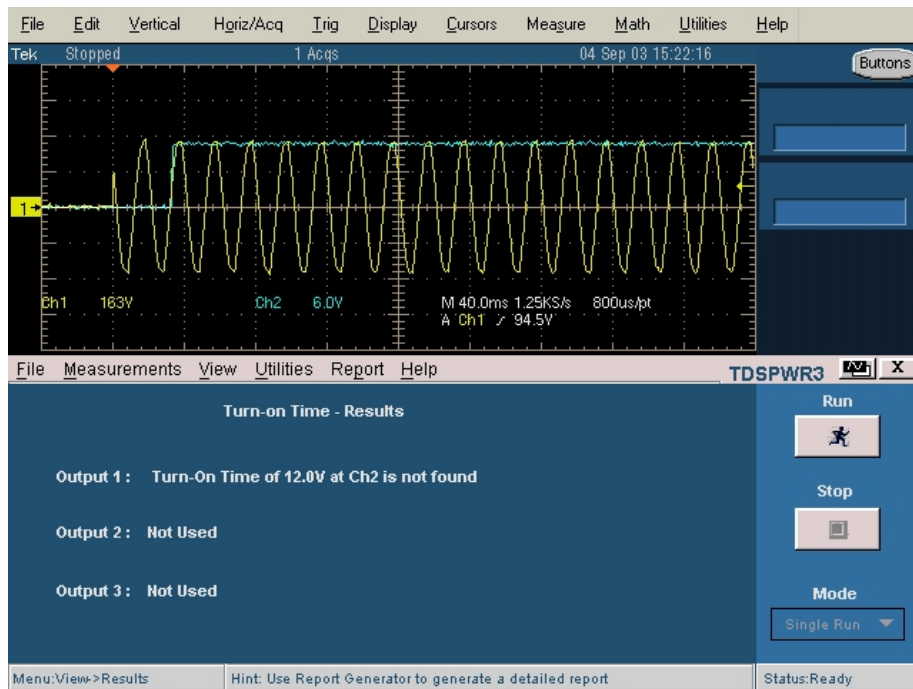 File Edit Vertical Horiz/Acq Trig Display Cursors Measure Math Utilities Help
Tek Stopped 1 Acqs 04 Sep 03 15:22:16
Buttons
1
Ch1 163V Ch2 6.0V M 40.0ms 1.25KS/s 800us/pt
A Ch1 94.5V
File Measurements View Utilities Report Help TDSPWR3 X
Turn-on Time - Results
Run
Output 1: Turn-On Time of 12.0V at Ch2 is not found
Stop
Output 2: Not Used
Output 3: Not Used
Mode
Single Run
Menu:View->Results Hint: Use Report Generator to generate a detailed report Status:Ready